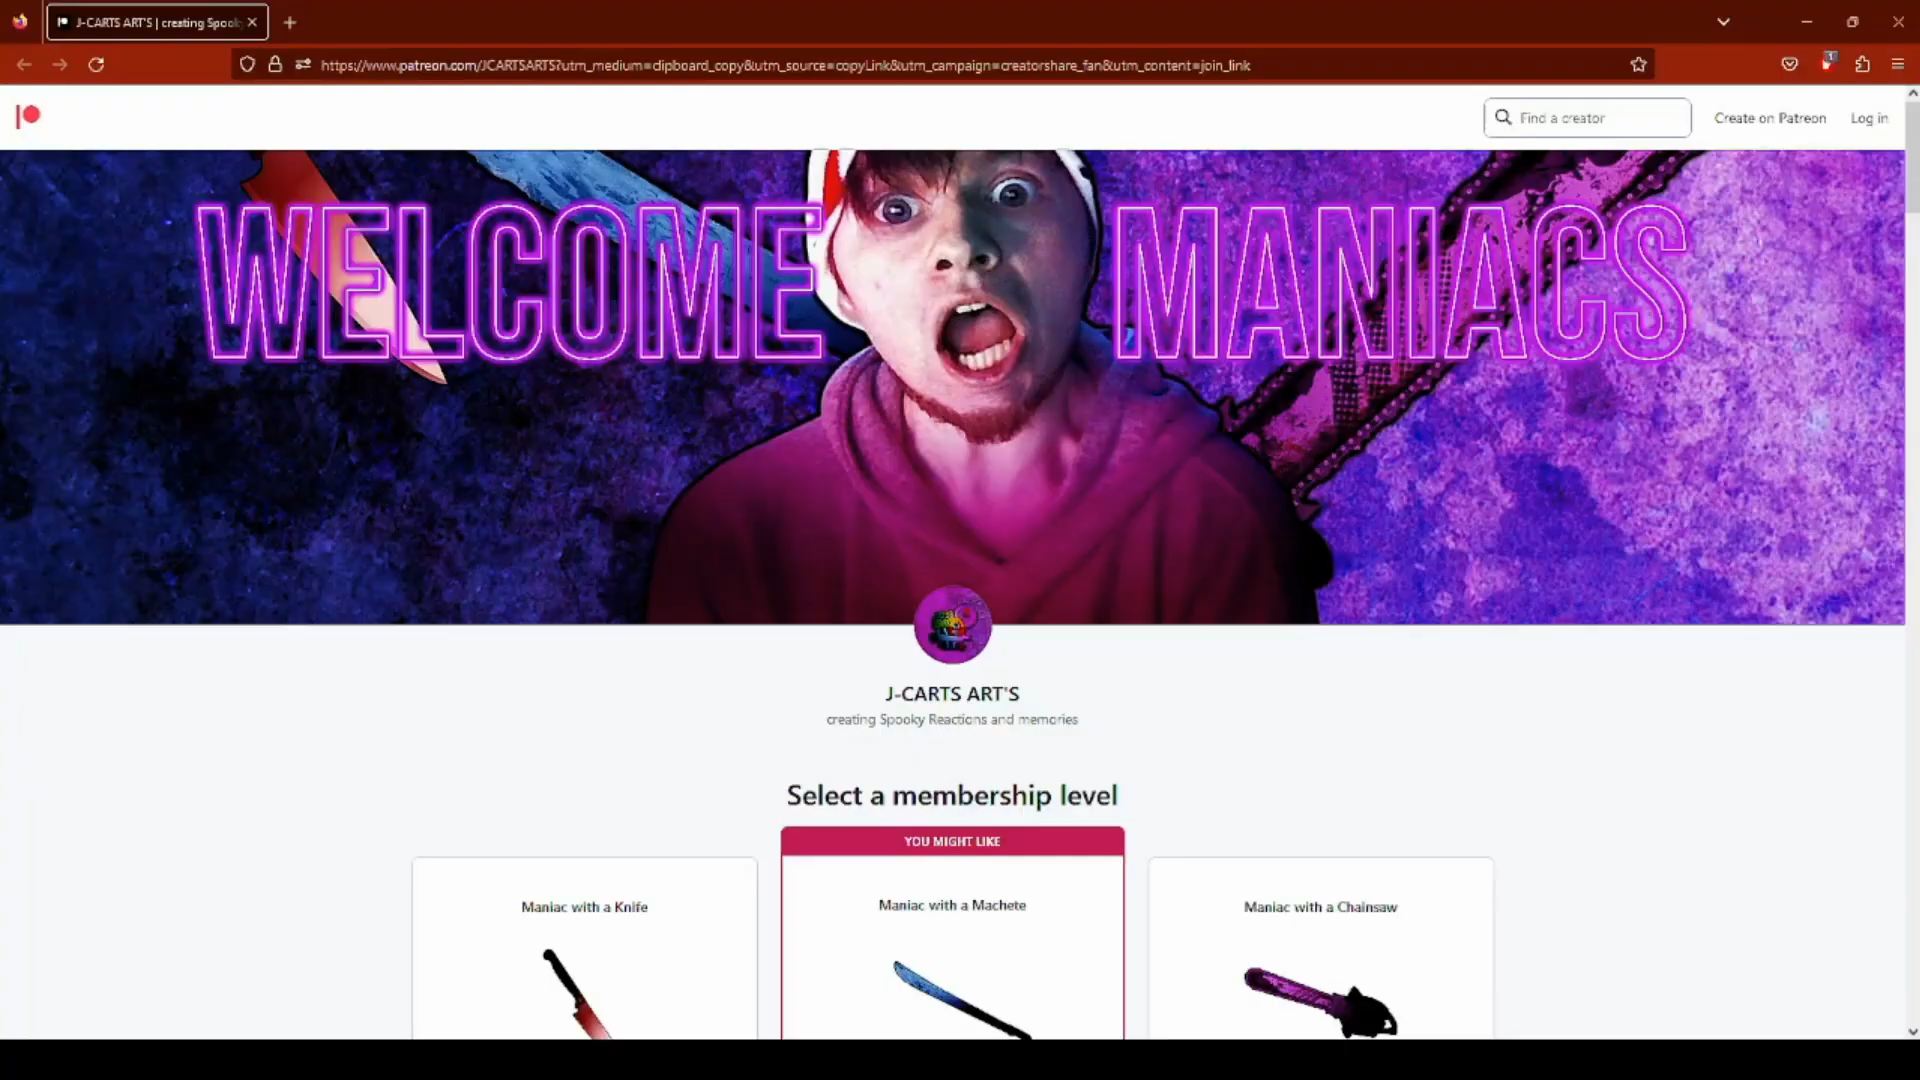 J-CARTS ART'S | creating Spook
https://www.patreon.com/JCARTSARTS?utm_medium=clipboard_copy&utm_source=copyLink&utm_campaign=creatorshare_fan&utm_content=join_link
1
Find a creator
Create on Patreon
Log in
WELCOME MANIACS
J-CARTS ART'S
creating Spooky Reactions and memories
Select a membership level
YOU MIGHT LIKE
Maniac with a Knife
Maniac with a Machete
Maniac with a Chainsaw